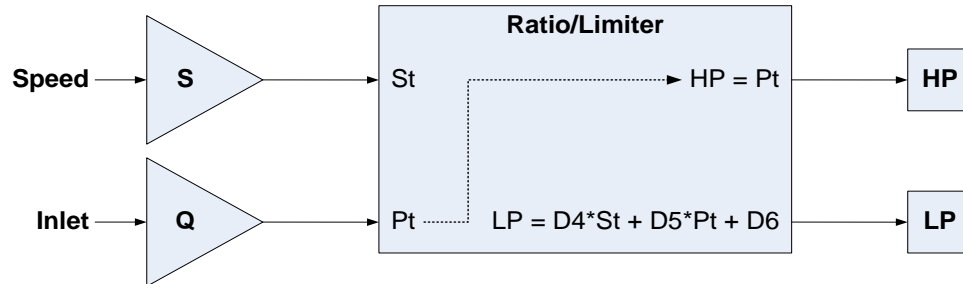 Ratio/Limiter
Speed S St HP = Pt HP
Inlet Q Pt LP = D4*St + D5*Pt + D6 LP